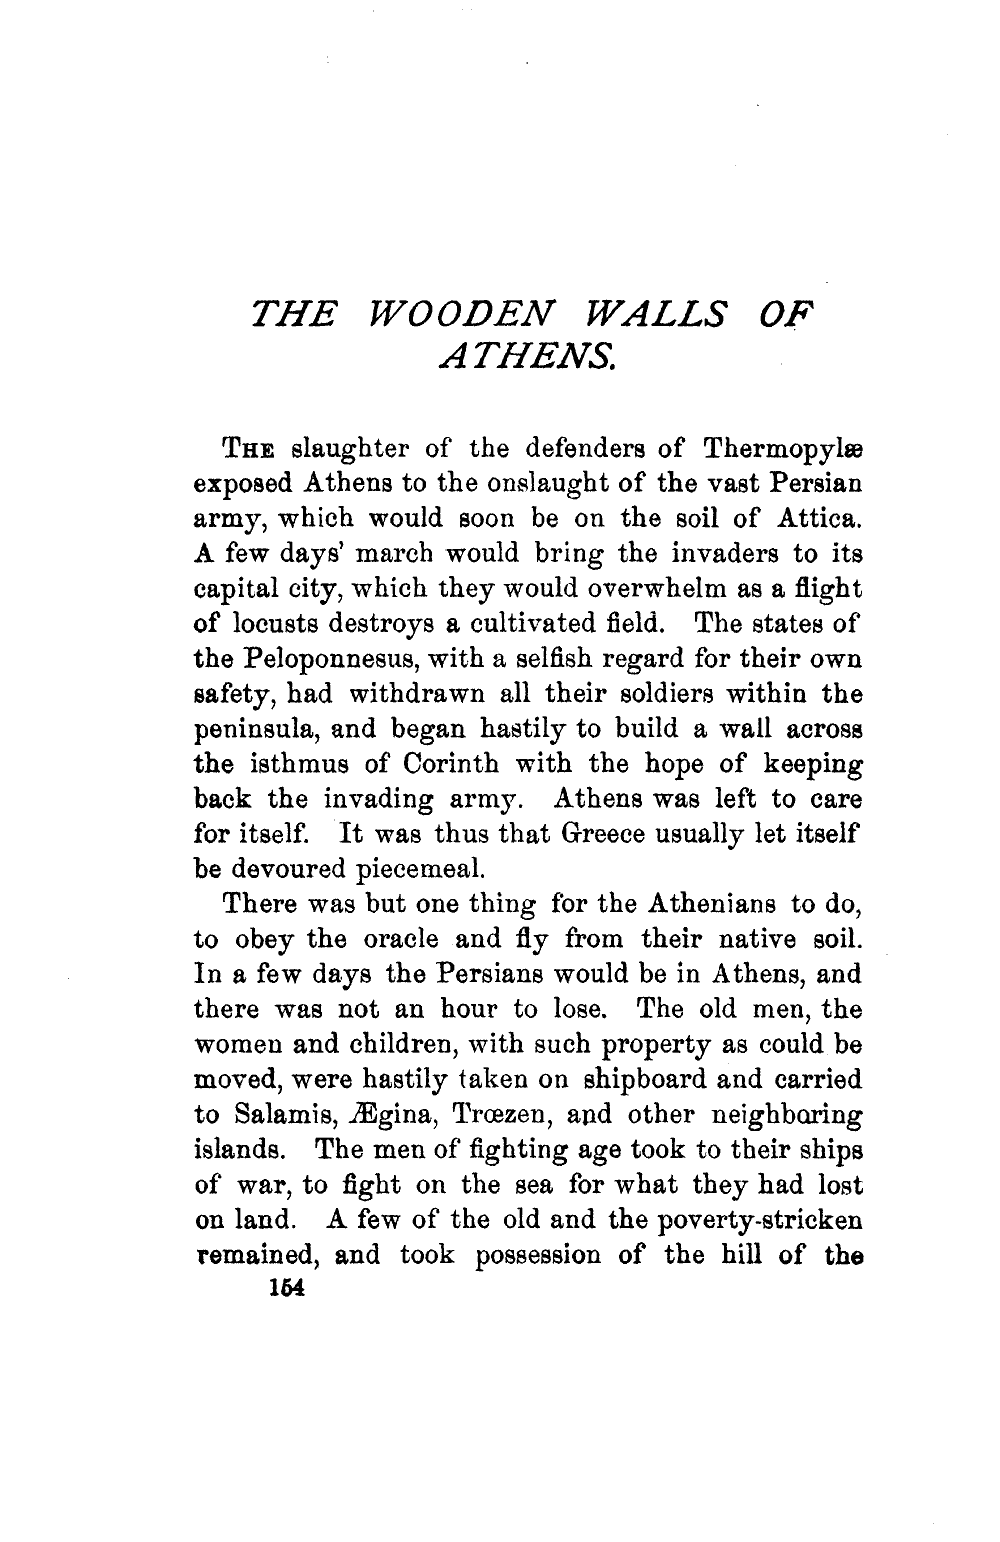 THE WOODEN WALLS OF
ATHENS.
THE slaughter of the defenders of Thermopylæ
exposed Athens to the onslaught of the vast Persian
army, which would soon be on the soil of Attica.
A few days’ march would bring the invaders to its
capital city, which they would overwhelm as a flight
of locusts destroys a cultivated field. The states of
the Peloponnesus, with a selfish regard for their own
safety, had withdrawn all their soldiers within the
peninsula, and began hastily to build a wall across
the isthmus of Corinth with the hope of keeping
back the invading army. Athens was left to care
for itself. It was thus that Greece usually let itself
be devoured piecemeal.
There was but one thing for the Athenians to do,
to obey the oracle and fly from their native soil.
In a few days the Persians would be in Athens, and
there was not an hour to lose. The old men, the
women and children, with such property as could be
moved, were hastily taken on shipboard and carried
to Salamis, Ægina, Trœzen, and other neighboring
islands. The men of fighting age took to their ships
of war, to fight on the sea for what they had lost
on land. A few of the old and the poverty-stricken
remained, and took possession of the hill of the
154